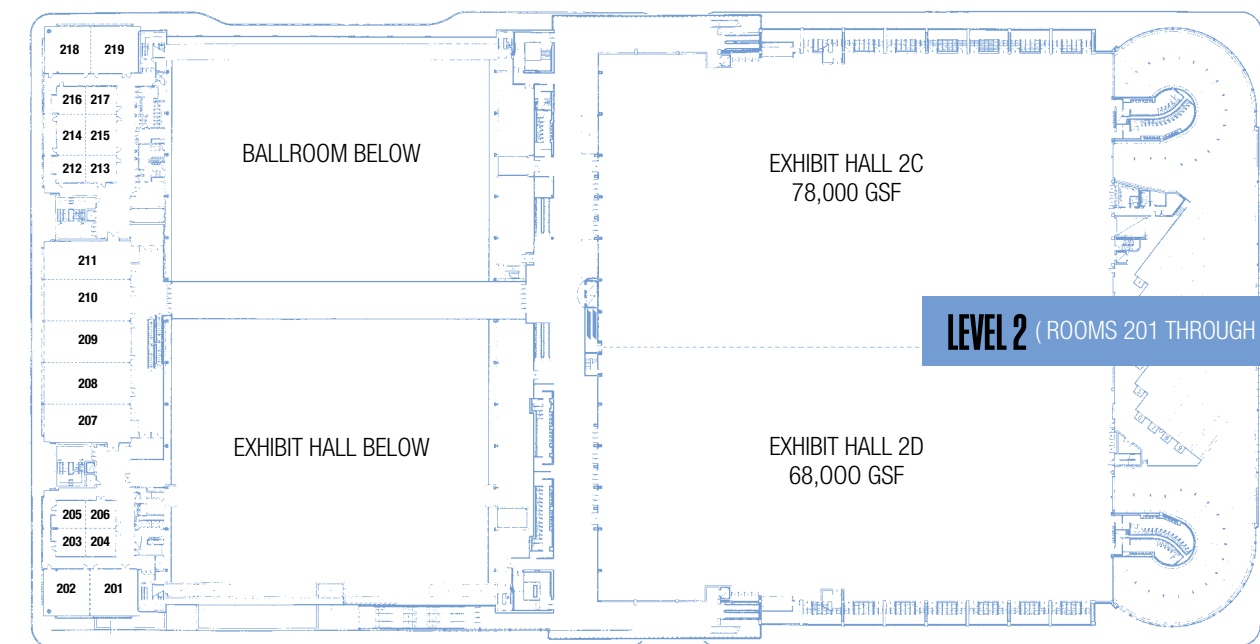 218 219
216 217
214 215
212 213
BALLROOM BELOW
EXHIBIT HALL 2C
78,000 GSF
211
210
209
208
207
LEVEL 2 ( ROOMS 201 THROUGH
EXHIBIT HALL BELOW
EXHIBIT HALL 2D
68,000 GSF
205 206
203 204
202 201